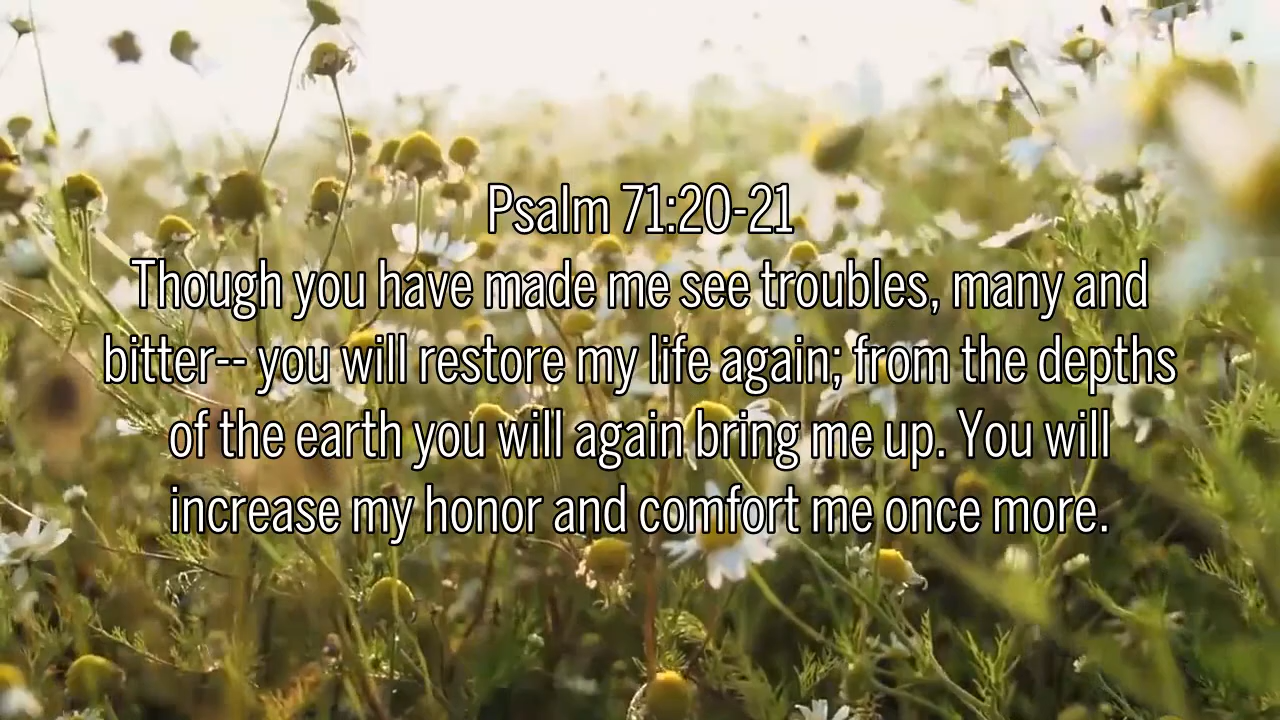 Psalm 71:20-21
Though you have made me see troubles, many and
bitter-- you will restore my life again; from the depths
of the earth you will again bring me up. You will
increase my honor and comfort me once more.